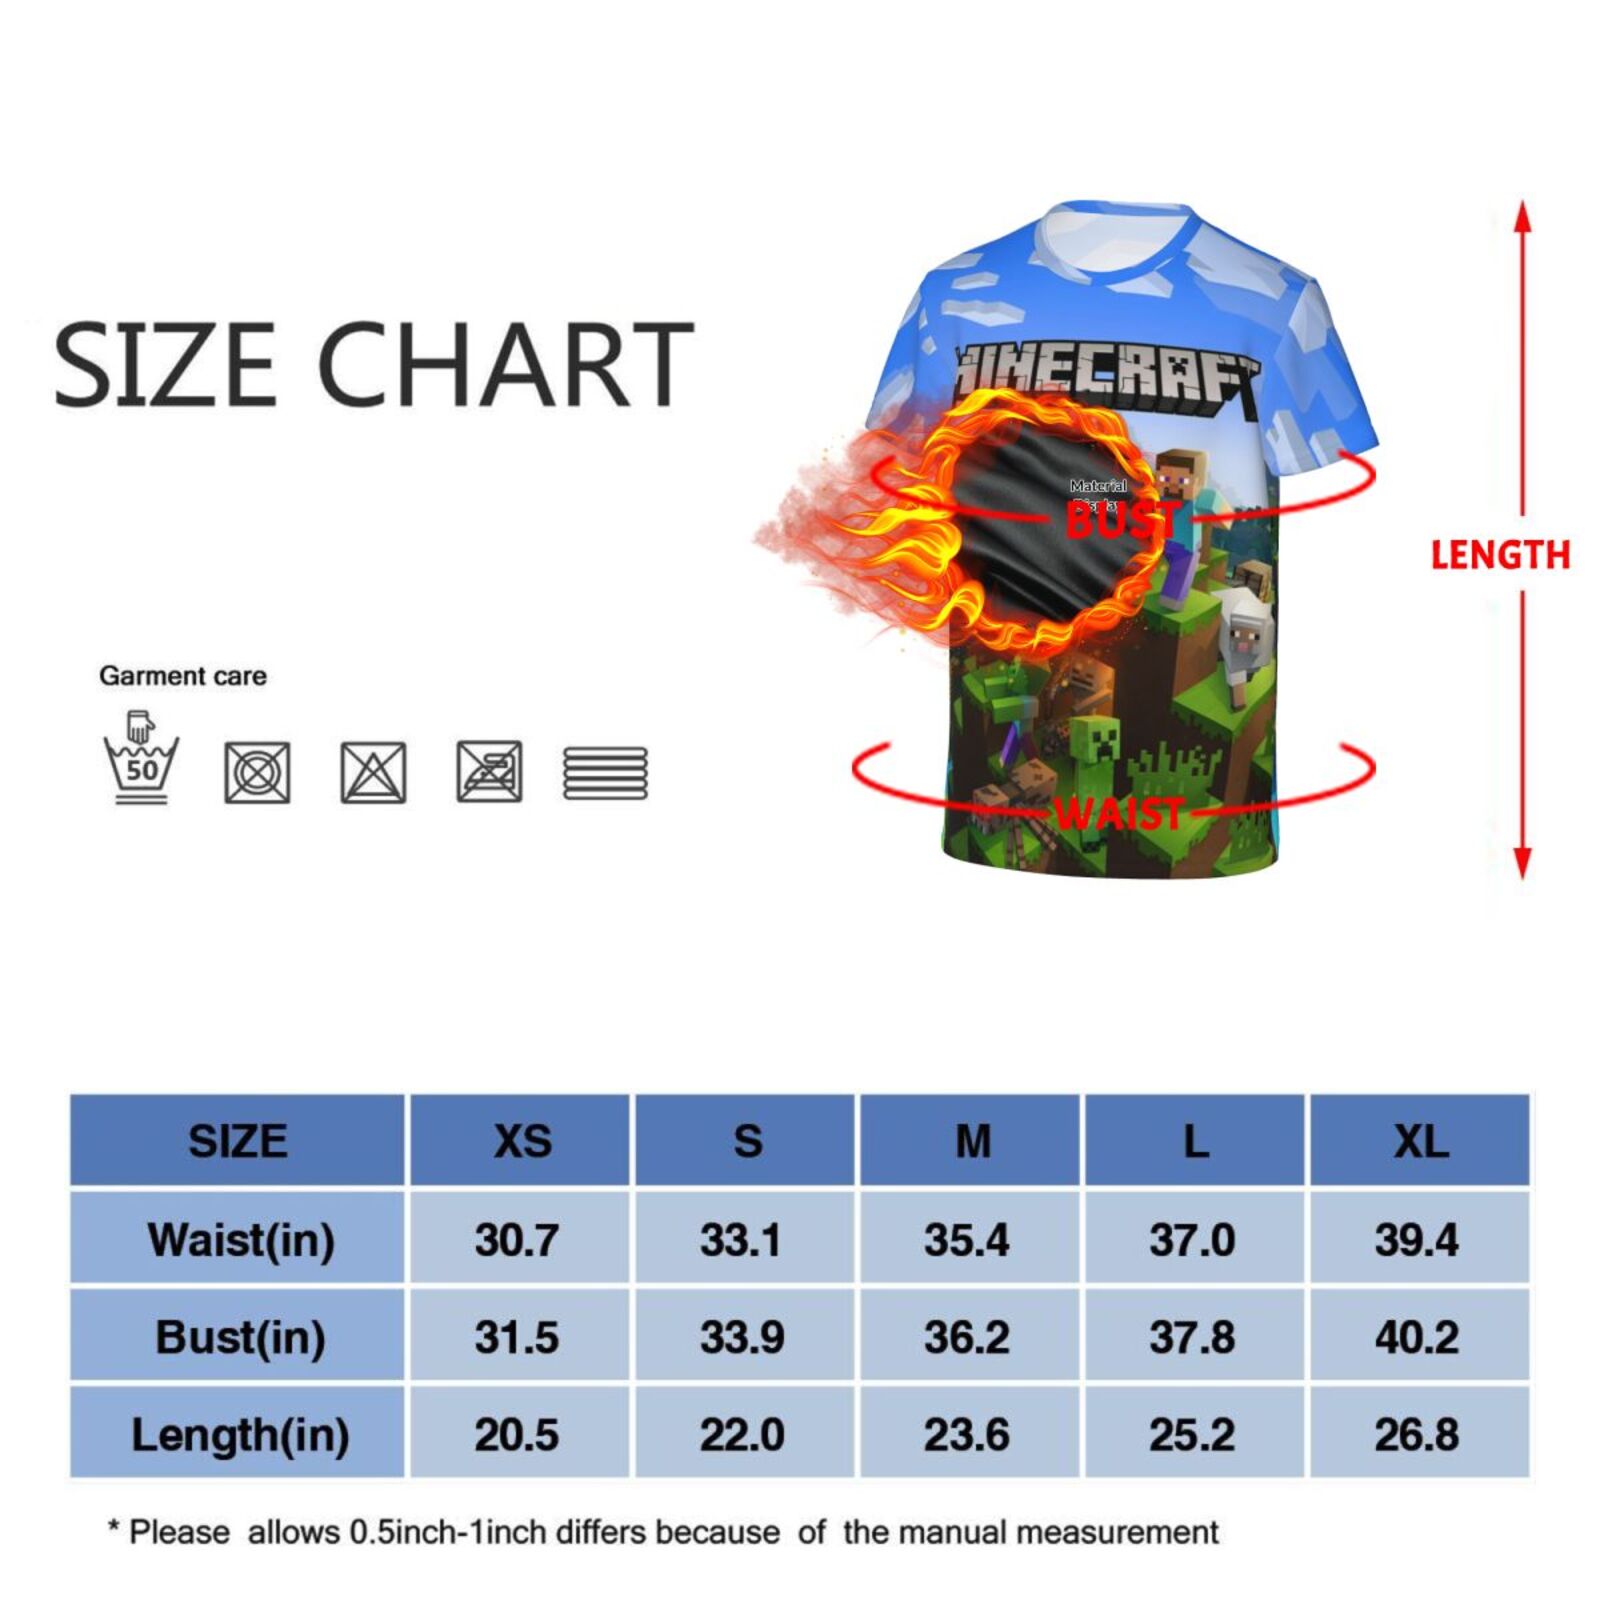 SIZE CHART
MINECRAFT
Material
Display
BUST
LENGTH
Garment care
50
WAIST
SIZE XS S M L XL
Waist(in) 30.7 33.1 35.4 37.0 39.4
Bust(in) 31.5 33.9 36.2 37.8 40.2
Length(in) 20.5 22.0 23.6 25.2 26.8
* Please allows 0.5inch-1inch differs because of the manual measurement